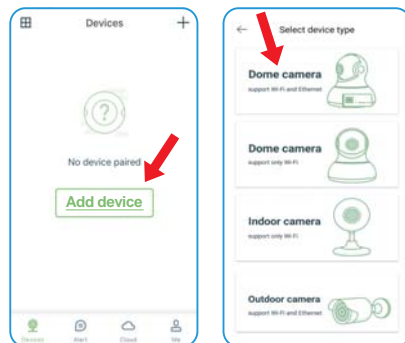 Devices
No device paired
Add device
Devices
Alert
Cloud
Me
Select device type
Dome camera
support Wi-Fi and Ethernet
Dome camera
support only Wi-Fi
Indoor camera
support only Wi-Fi
Outdoor camera
support Wi-Fi and Ethernet